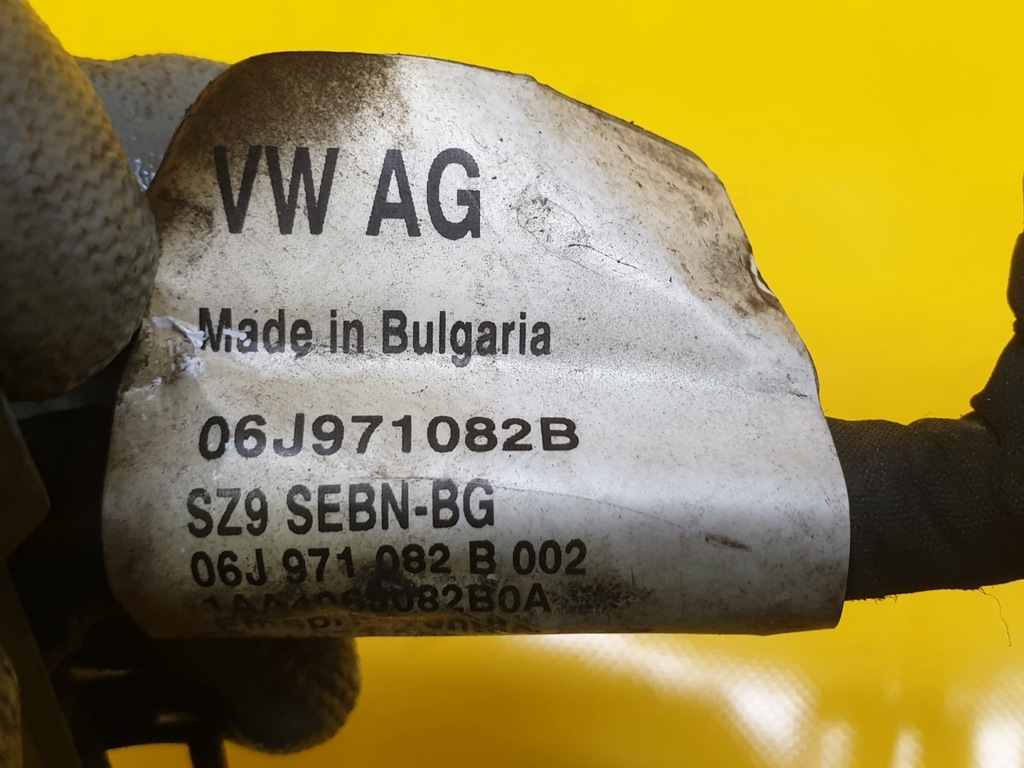 VW AG
Made in Bulgaria
06J971082B
SZ9 SEBN-BG
06J 971 082 B 002